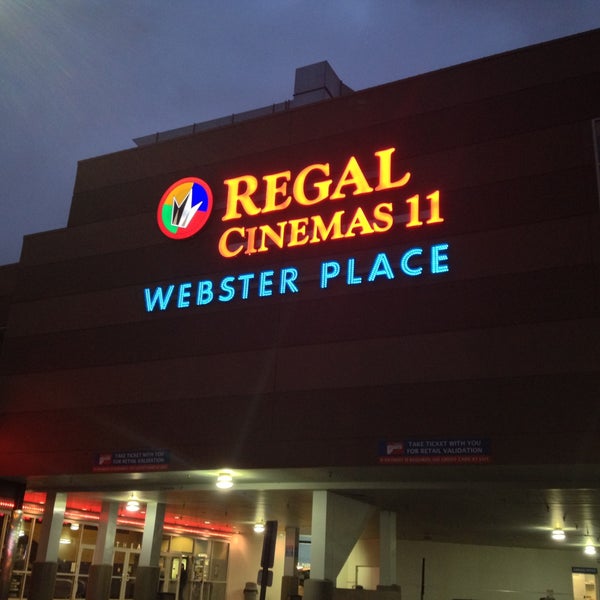 REGAL
CINEMAS 11
WEBSTER PLACE
TAKE TICKET WITH YOU
FOR RETAIL VALIDATION
TAKE TICKET WITH YOU
FOR RETAIL VALIDATION